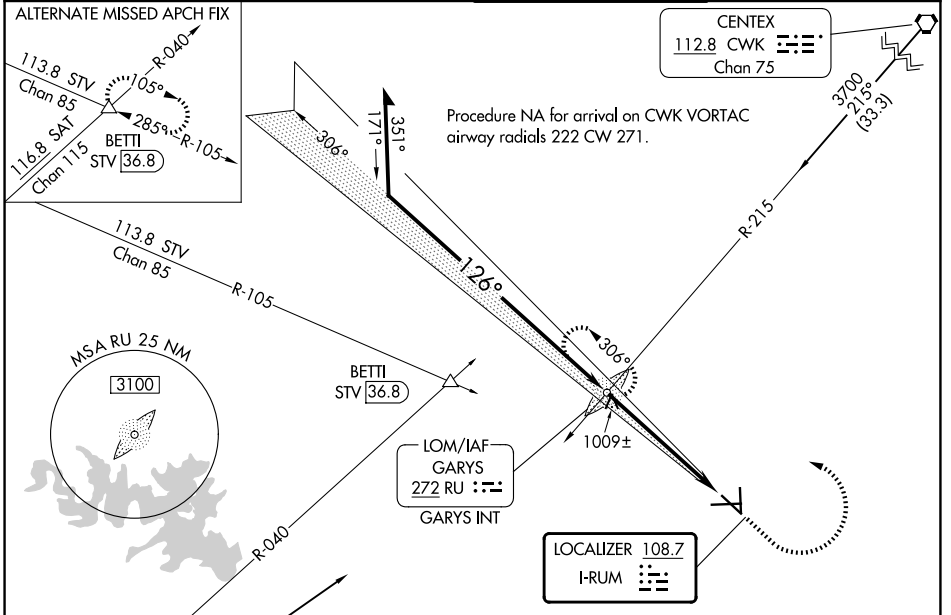 ALTERNATE MISSED APCH FIX
R-040
113.8 STV
Chan 85
105°
285°
R-105
116.8 SAT
Chan 115
BETTI
STV 36.8
CENTEX
112.8 CWK
Chan 75
3700
215°
(33.3)
R-215
Procedure NA for arrival on CWK VORTAC
airway radials 222 CW 271.
306°
171°
351°
126°
113.8 STV
Chan 85
R-105
MSA RU 25 NM
3100
BETTI
STV 36.8
306°
1009±
LOM/IAF
GARYS
272 RU
GARYS INT
R-040
LOCALIZER 108.7
I-RUM